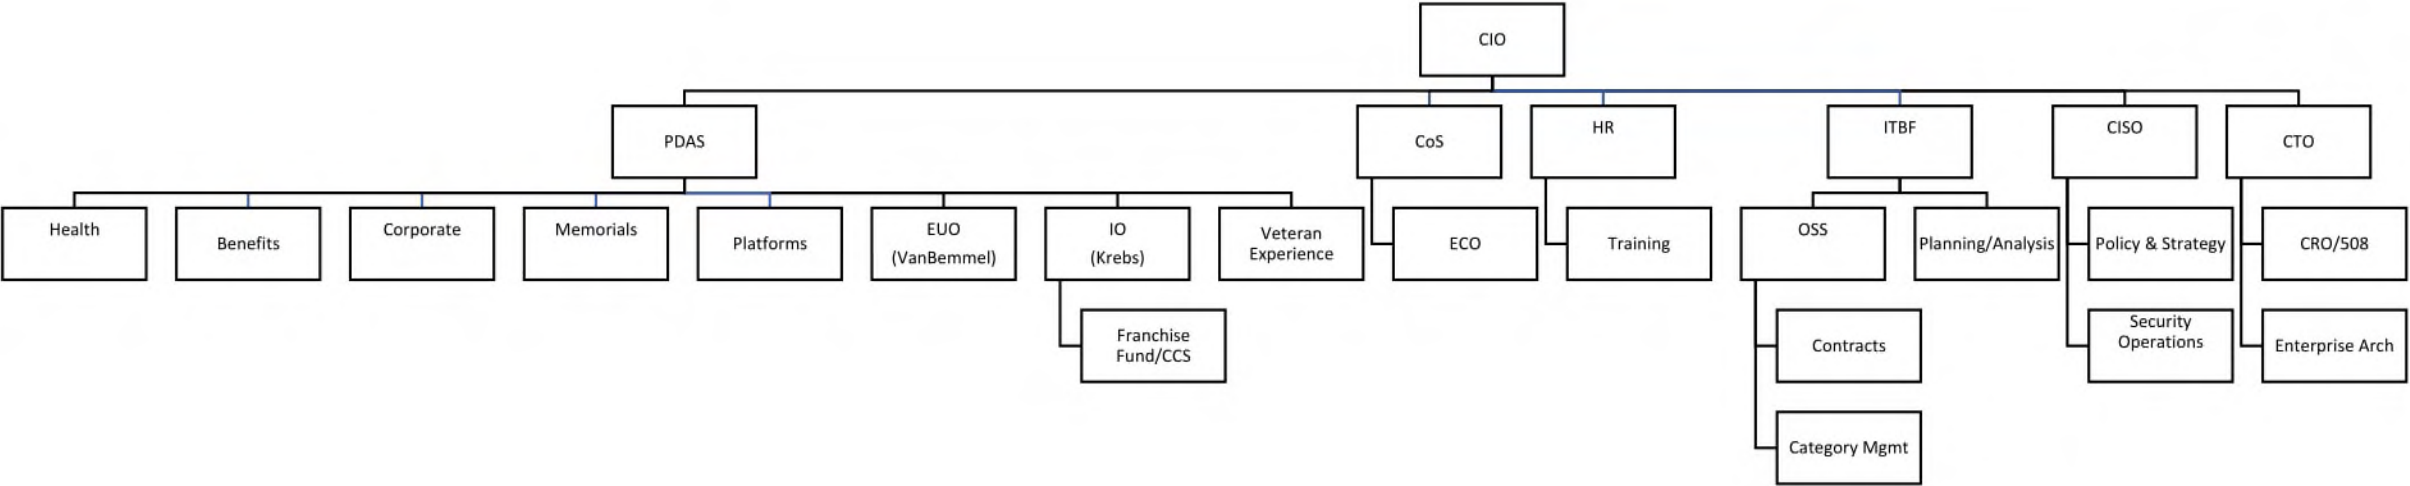 CIO
PDAS
CoS
HR
ITBF
CISO
CTO
Health
Benefits
Corporate
Memorials
Platforms
EUO
(VanBemmel)
IO
(Krebs)
Veteran
Experience
ECO
Training
OSS
Planning/Analysis
Policy & Strategy
CRO/508
Franchise
Fund/CCS
Contracts
Security
Operations
Enterprise Arch
Category Mgmt